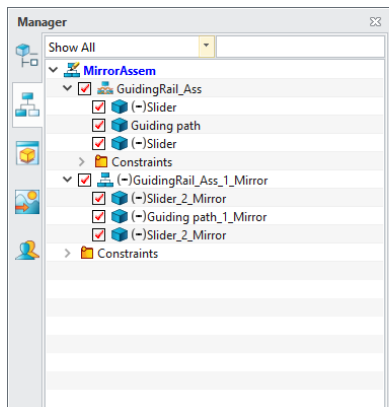 Manager
Show All
MirrorAssem
GuidingRail_Ass
(-)Slider
Guiding path
(-)Slider
Constraints
(-)GuidingRail_Ass_1_Mirror
(-)Slider_2_Mirror
(-)Guiding path_1_Mirror
(-)Slider_2_Mirror
Constraints